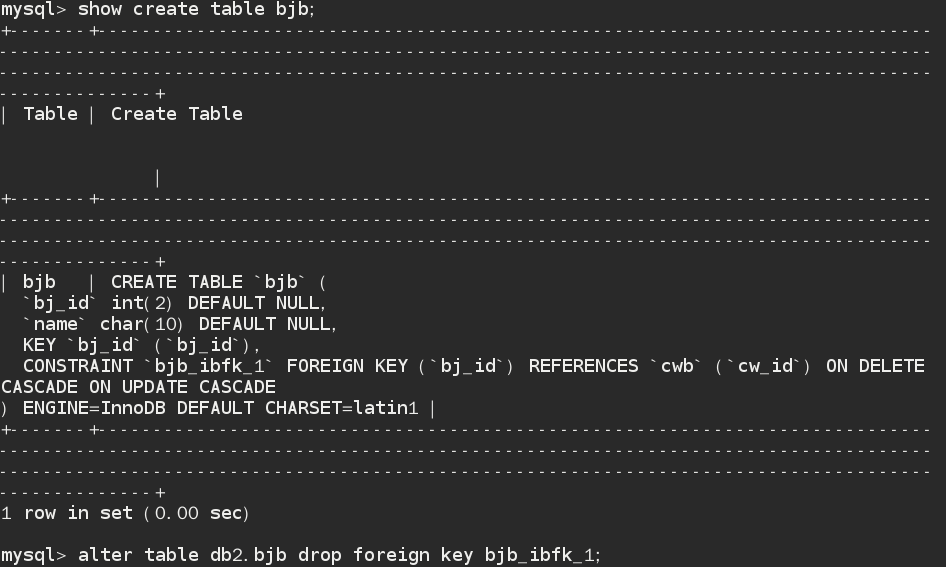 mysql> show create table bjb;
+-------+----------------------------------------------------------------------------
-------------------------------------------------------------------------------------
-------------------------------------------------------------------------------------
--------------+
| Table | Create Table
|
+-------+----------------------------------------------------------------------------
-------------------------------------------------------------------------------------
-------------------------------------------------------------------------------------
--------------+
| bjb   | CREATE TABLE `bjb` (
  `bj_id` int(2) DEFAULT NULL,
  `name` char(10) DEFAULT NULL,
  KEY `bj_id` (`bj_id`),
  CONSTRAINT `bjb_ibfk_1` FOREIGN KEY (`bj_id`) REFERENCES `cwb` (`cw_id`) ON DELETE
CASCADE ON UPDATE CASCADE
) ENGINE=InnoDB DEFAULT CHARSET=latin1 |
+-------+----------------------------------------------------------------------------
-------------------------------------------------------------------------------------
-------------------------------------------------------------------------------------
--------------+
1 row in set (0.00 sec)
mysql> alter table db2.bjb drop foreign key bjb_ibfk_1;